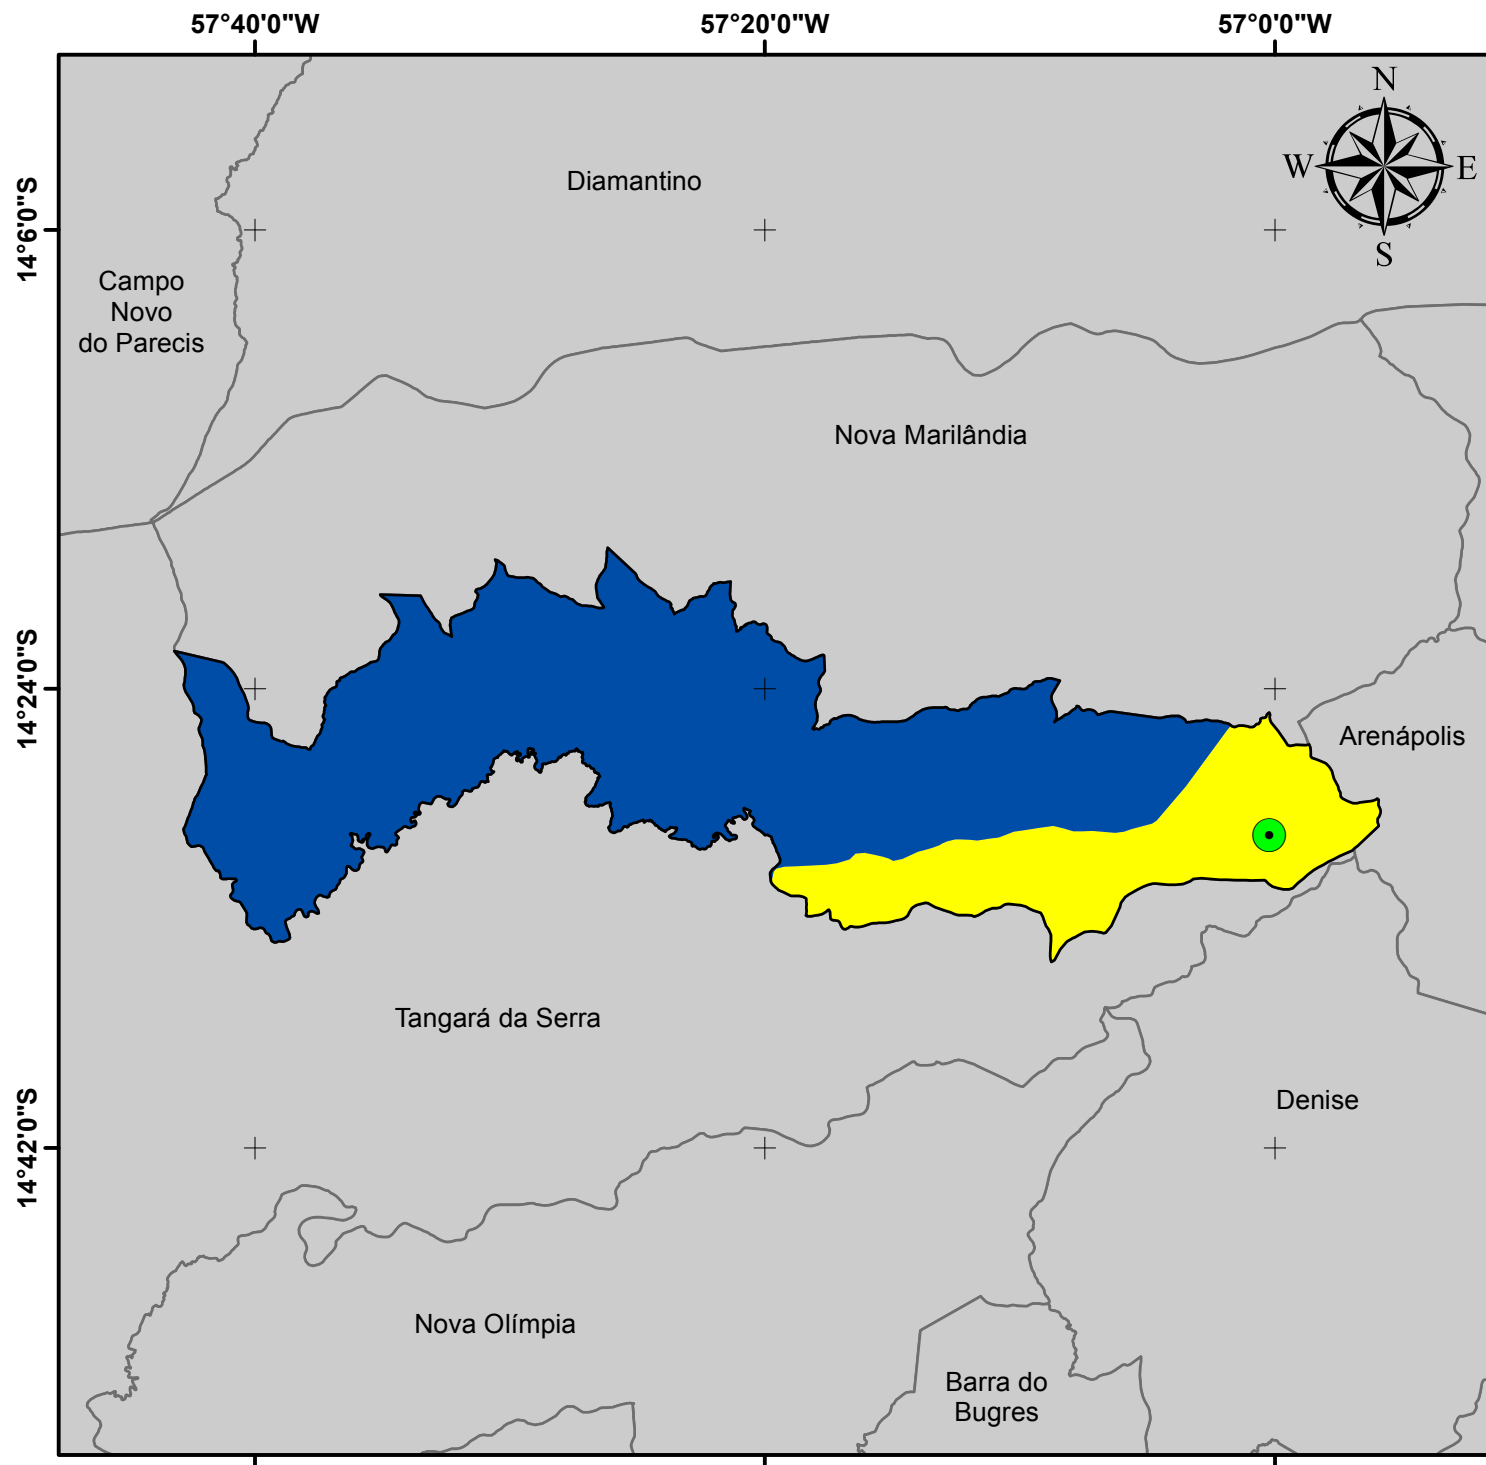 57°40'0"W
57°20'0"W
57°0'0"W
N
W
E
S
14°6'0"S
14°24'0"S
14°42'0"S
Diamantino
Campo
Novo
do Parecis
Nova Marilândia
Arenápolis
Tangará da Serra
Denise
Nova Olímpia
Barra do
Bugres